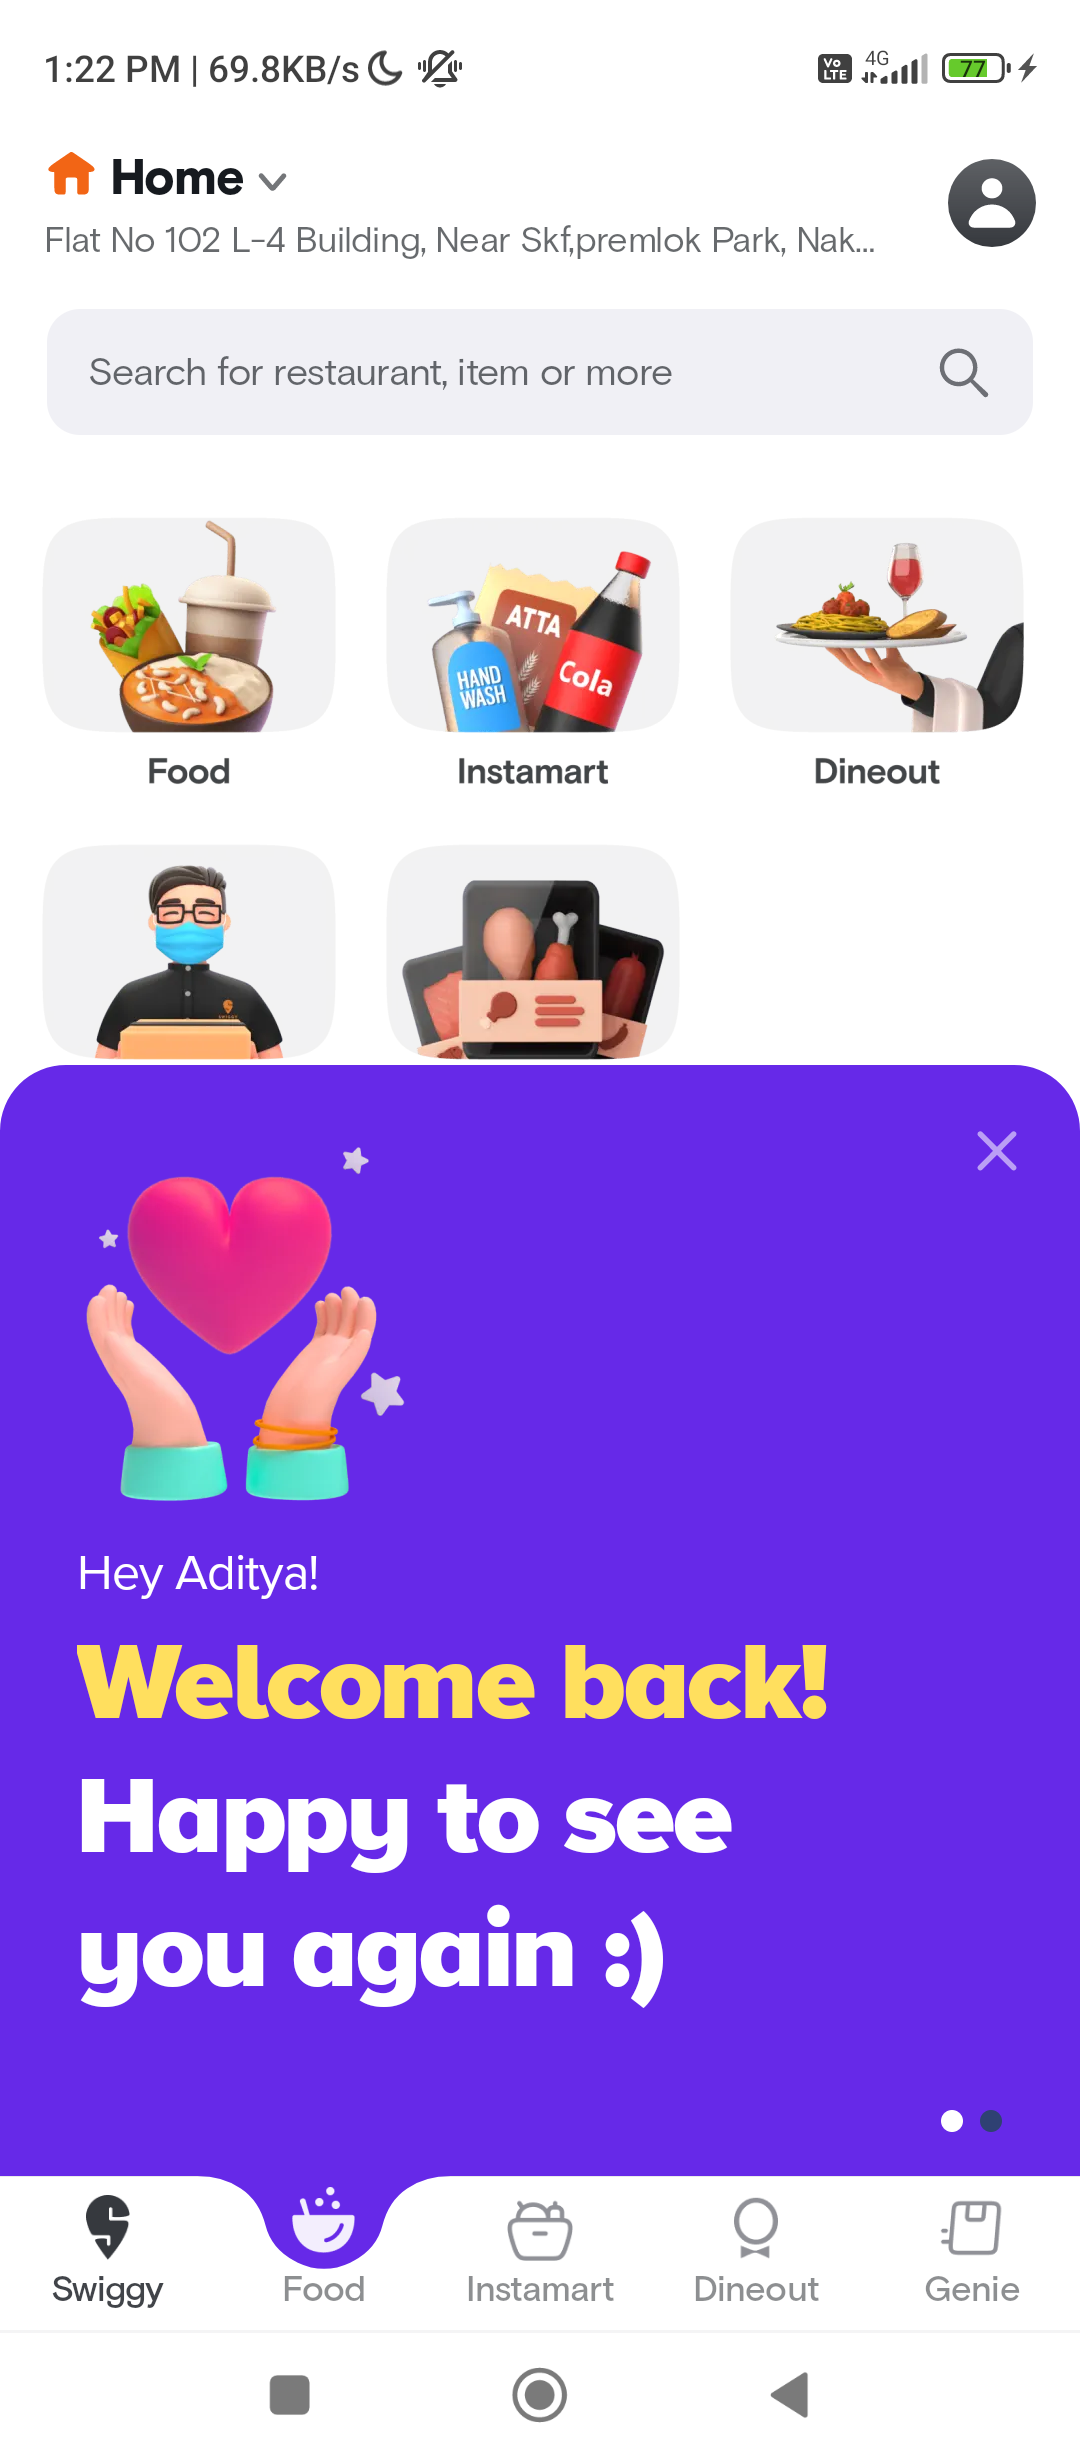 1:22 PM | 69.8KB/s
Vo LTE 4G 77
Home
Flat No 102 L-4 Building, Near Skf,premlok Park, Nak...
Search for restaurant, item or more
HAND WASH
ATTA
Cola
Food Instamart Dineout
Hey Aditya!
Welcome back!
Happy to see
you again :)
Swiggy Food Instamart Dineout Genie